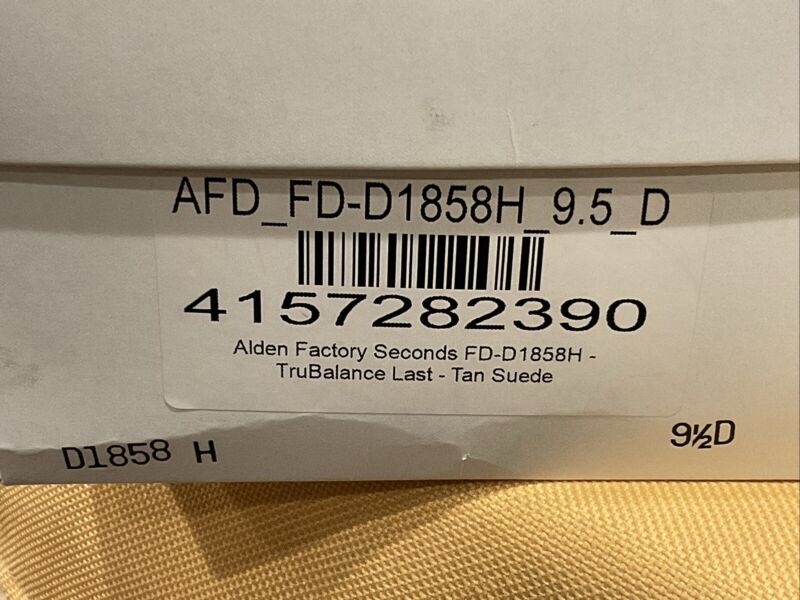 AFD_FD-D1858H_9.5_D
4157282390
Alden Factory Seconds FD-D1858H -
TruBalance Last - Tan Suede
D1858 H
9½D